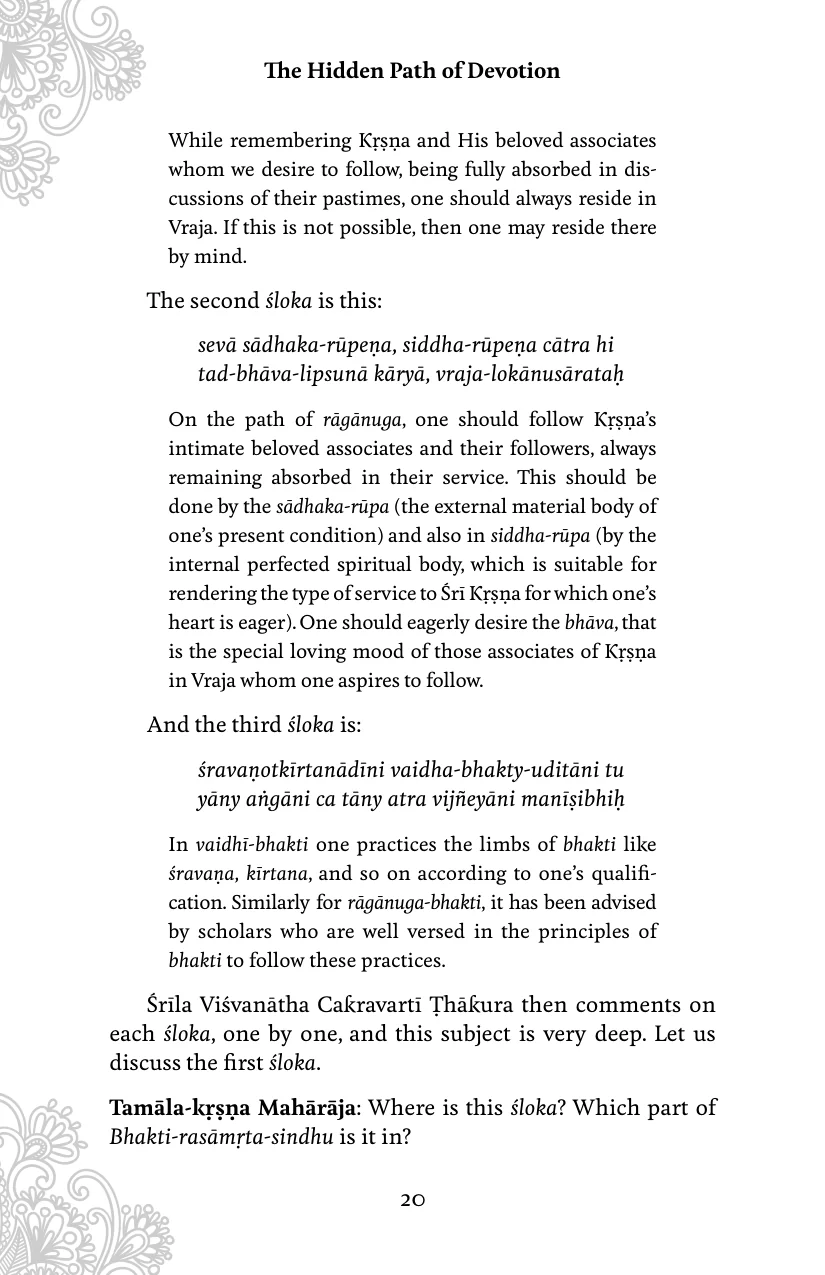 The Hidden Path of Devotion
While remembering Kṛṣṇa and His beloved associates
whom we desire to follow, being fully absorbed in dis-
cussions of their pastimes, one should always reside in
Vraja. If this is not possible, then one may reside there
by mind.
The second śloka is this:
sevā sādhaka-rūpeṇa, siddha-rūpeṇa cātra hi
tad-bhāva-lipsunā kāryā, vraja-lokānusārataḥ
On the path of rāgānuga, one should follow Kṛṣṇa’s
intimate beloved associates and their followers, always
remaining absorbed in their service. This should be
done by the sādhaka-rūpa (the external material body of
one’s present condition) and also in siddha-rūpa (by the
internal perfected spiritual body, which is suitable for
rendering the type of service to Śrī Kṛṣṇa for which one’s
heart is eager). One should eagerly desire the bhāva, that
is the special loving mood of those associates of Kṛṣṇa
in Vraja whom one aspires to follow.
And the third śloka is:
śravaṇotkīrtanādīni vaidha-bhakty-uditāni tu
yāny aṅgāni ca tāny atra vijñeyāni manīṣibhiḥ
In vaidhī-bhakti one practices the limbs of bhakti like
śravaṇa, kīrtana, and so on according to one’s qualifi-
cation. Similarly for rāgānuga-bhakti, it has been advised
by scholars who are well versed in the principles of
bhakti to follow these practices.
Śrīla Viśvanātha Cakravartī Ṭhākura then comments on
each śloka, one by one, and this subject is very deep. Let us
discuss the first śloka.
Tamāla-kṛṣṇa Mahārāja: Where is this śloka? Which part of
Bhakti-rasāmṛta-sindhu is it in?
20